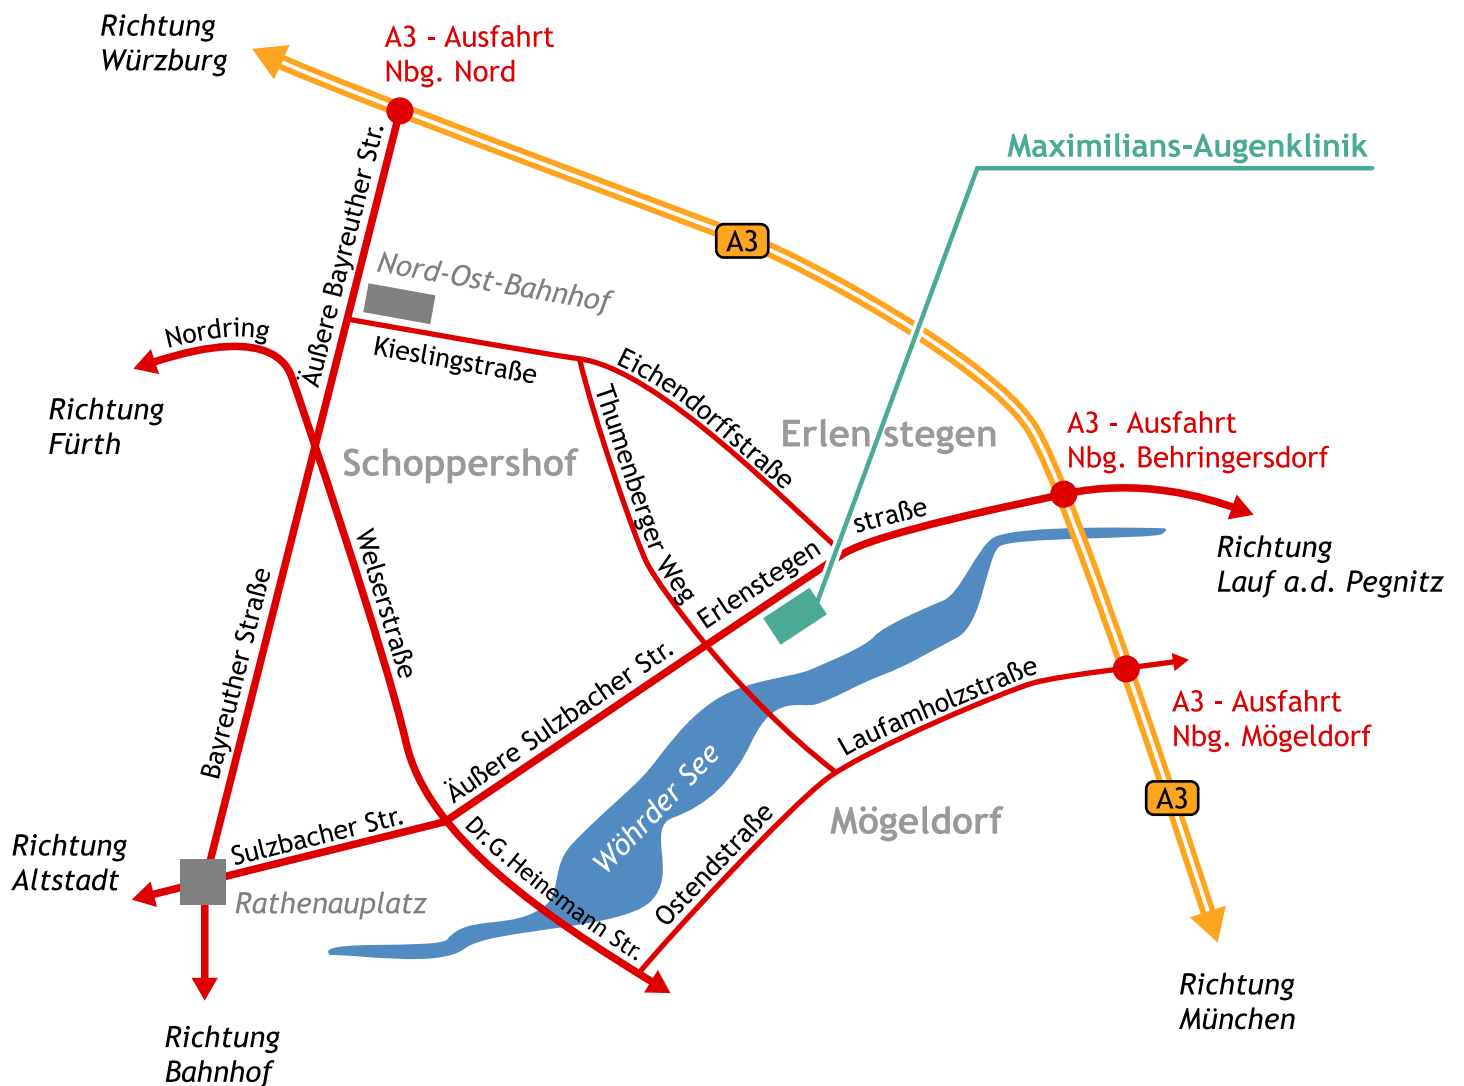 Richtung
Würzburg
A3 - Ausfahrt
Nbg. Nord
Maximilians-Augenklinik
Äußere Bayreuther Str.
A3
Nord-Ost-Bahnhof
Nordring
Kieslingstraße
Eichendorffstraße
Richtung
Fürth
Thumenberger Weg
Erlen stegen
A3 - Ausfahrt
Nbg. Behringersdorf
Schoppershof
straße
Erlenstegen
Welserstraße
Richtung
Lauf a.d. Pegnitz
Bayreuther Straße
Äußere Sulzbacher Str.
Laufamholzstraße
A3 - Ausfahrt
Nbg. Mögeldorf
Wöhrder See
A3
Mögeldorf
Sulzbacher Str.
Dr.G.Heinemann Str.
Ostendstraße
Richtung
Altstadt
Rathenauplatz
Richtung
München
Richtung
Bahnhof